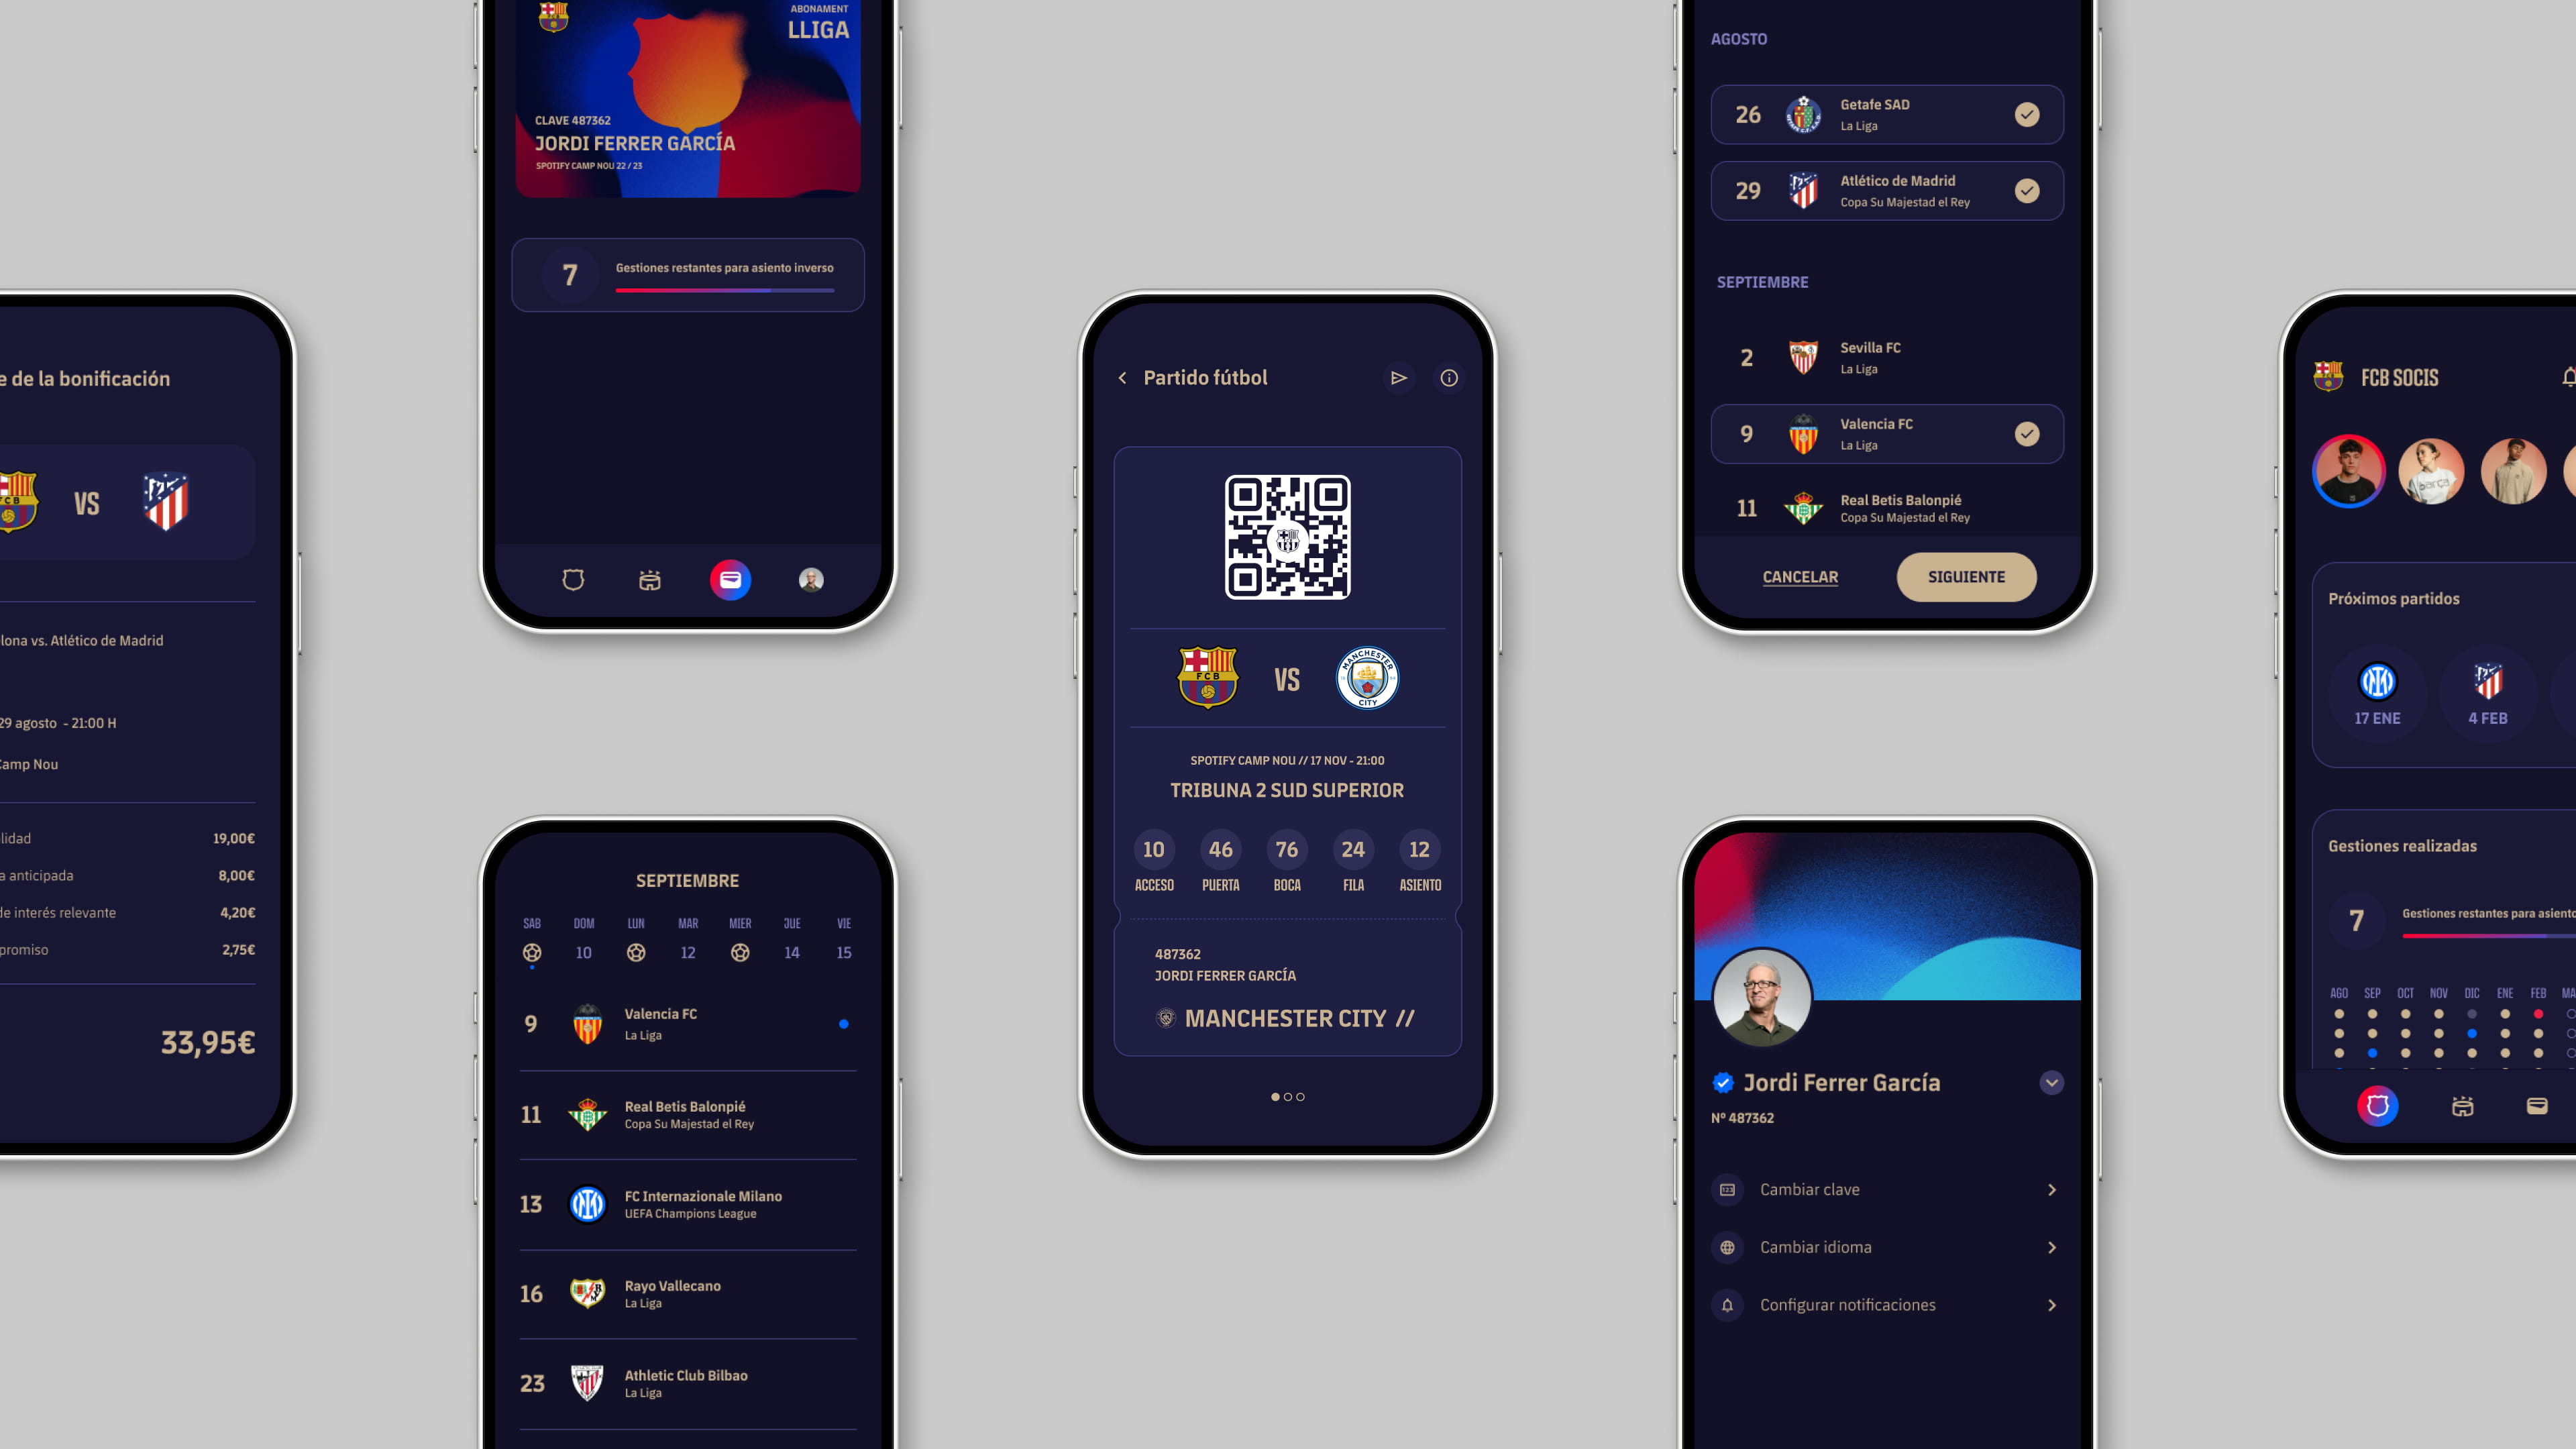 de la bonificación
VS
vs. Atlético de Madrid
29 agosto - 21:00 H
Camp Nou
19,00€
anticipada 8,00€
de interés relevante 4,20€
2,75€
33,95€
ABONAMENT
LLIGA
CLAVE 487362
JORDI FERRER GARCÍA
SPOTIFY CAMP NOU 22 / 23
7 Gestiones restantes para asiento inverso
SEPTIEMBRE
SAB DOM LUN MAR MIER JUE VIE
10 12 14 15
9 Valencia FC
La Liga
11 Real Betis Balonpié
Copa Su Majestad el Rey
13 FC Internazionale Milano
UEFA Champions League
16 Rayo Vallecano
La Liga
23 Athletic Club Bilbao
La Liga
Partido fútbol
FCB
VS
MANCHESTER
CITY
SPOTIFY CAMP NOU // 17 NOV - 21:00
TRIBUNA 2 SUD SUPERIOR
10 46 76 24 12
ACCESO PUERTA BOCA FILA ASIENTO
487362
JORDI FERRER GARCÍA
MANCHESTER CITY //
AGOSTO
26 Getafe SAD
La Liga
29 Atlético de Madrid
Copa Su Majestad el Rey
SEPTIEMBRE
2 Sevilla FC
La Liga
9 Valencia FC
La Liga
11 Real Betis Balonpié
Copa Su Majestad el Rey
CANCELAR SIGUIENTE
Jordi Ferrer García
Nº 487362
Cambiar clave
Cambiar idioma
Configurar notificaciones
FCB SOCIS
Próximos partidos
17 ENE 4 FEB
Gestiones realizadas
7 Gestiones restantes para asiento
AGO SEP OCT NOV DIC ENE FEB